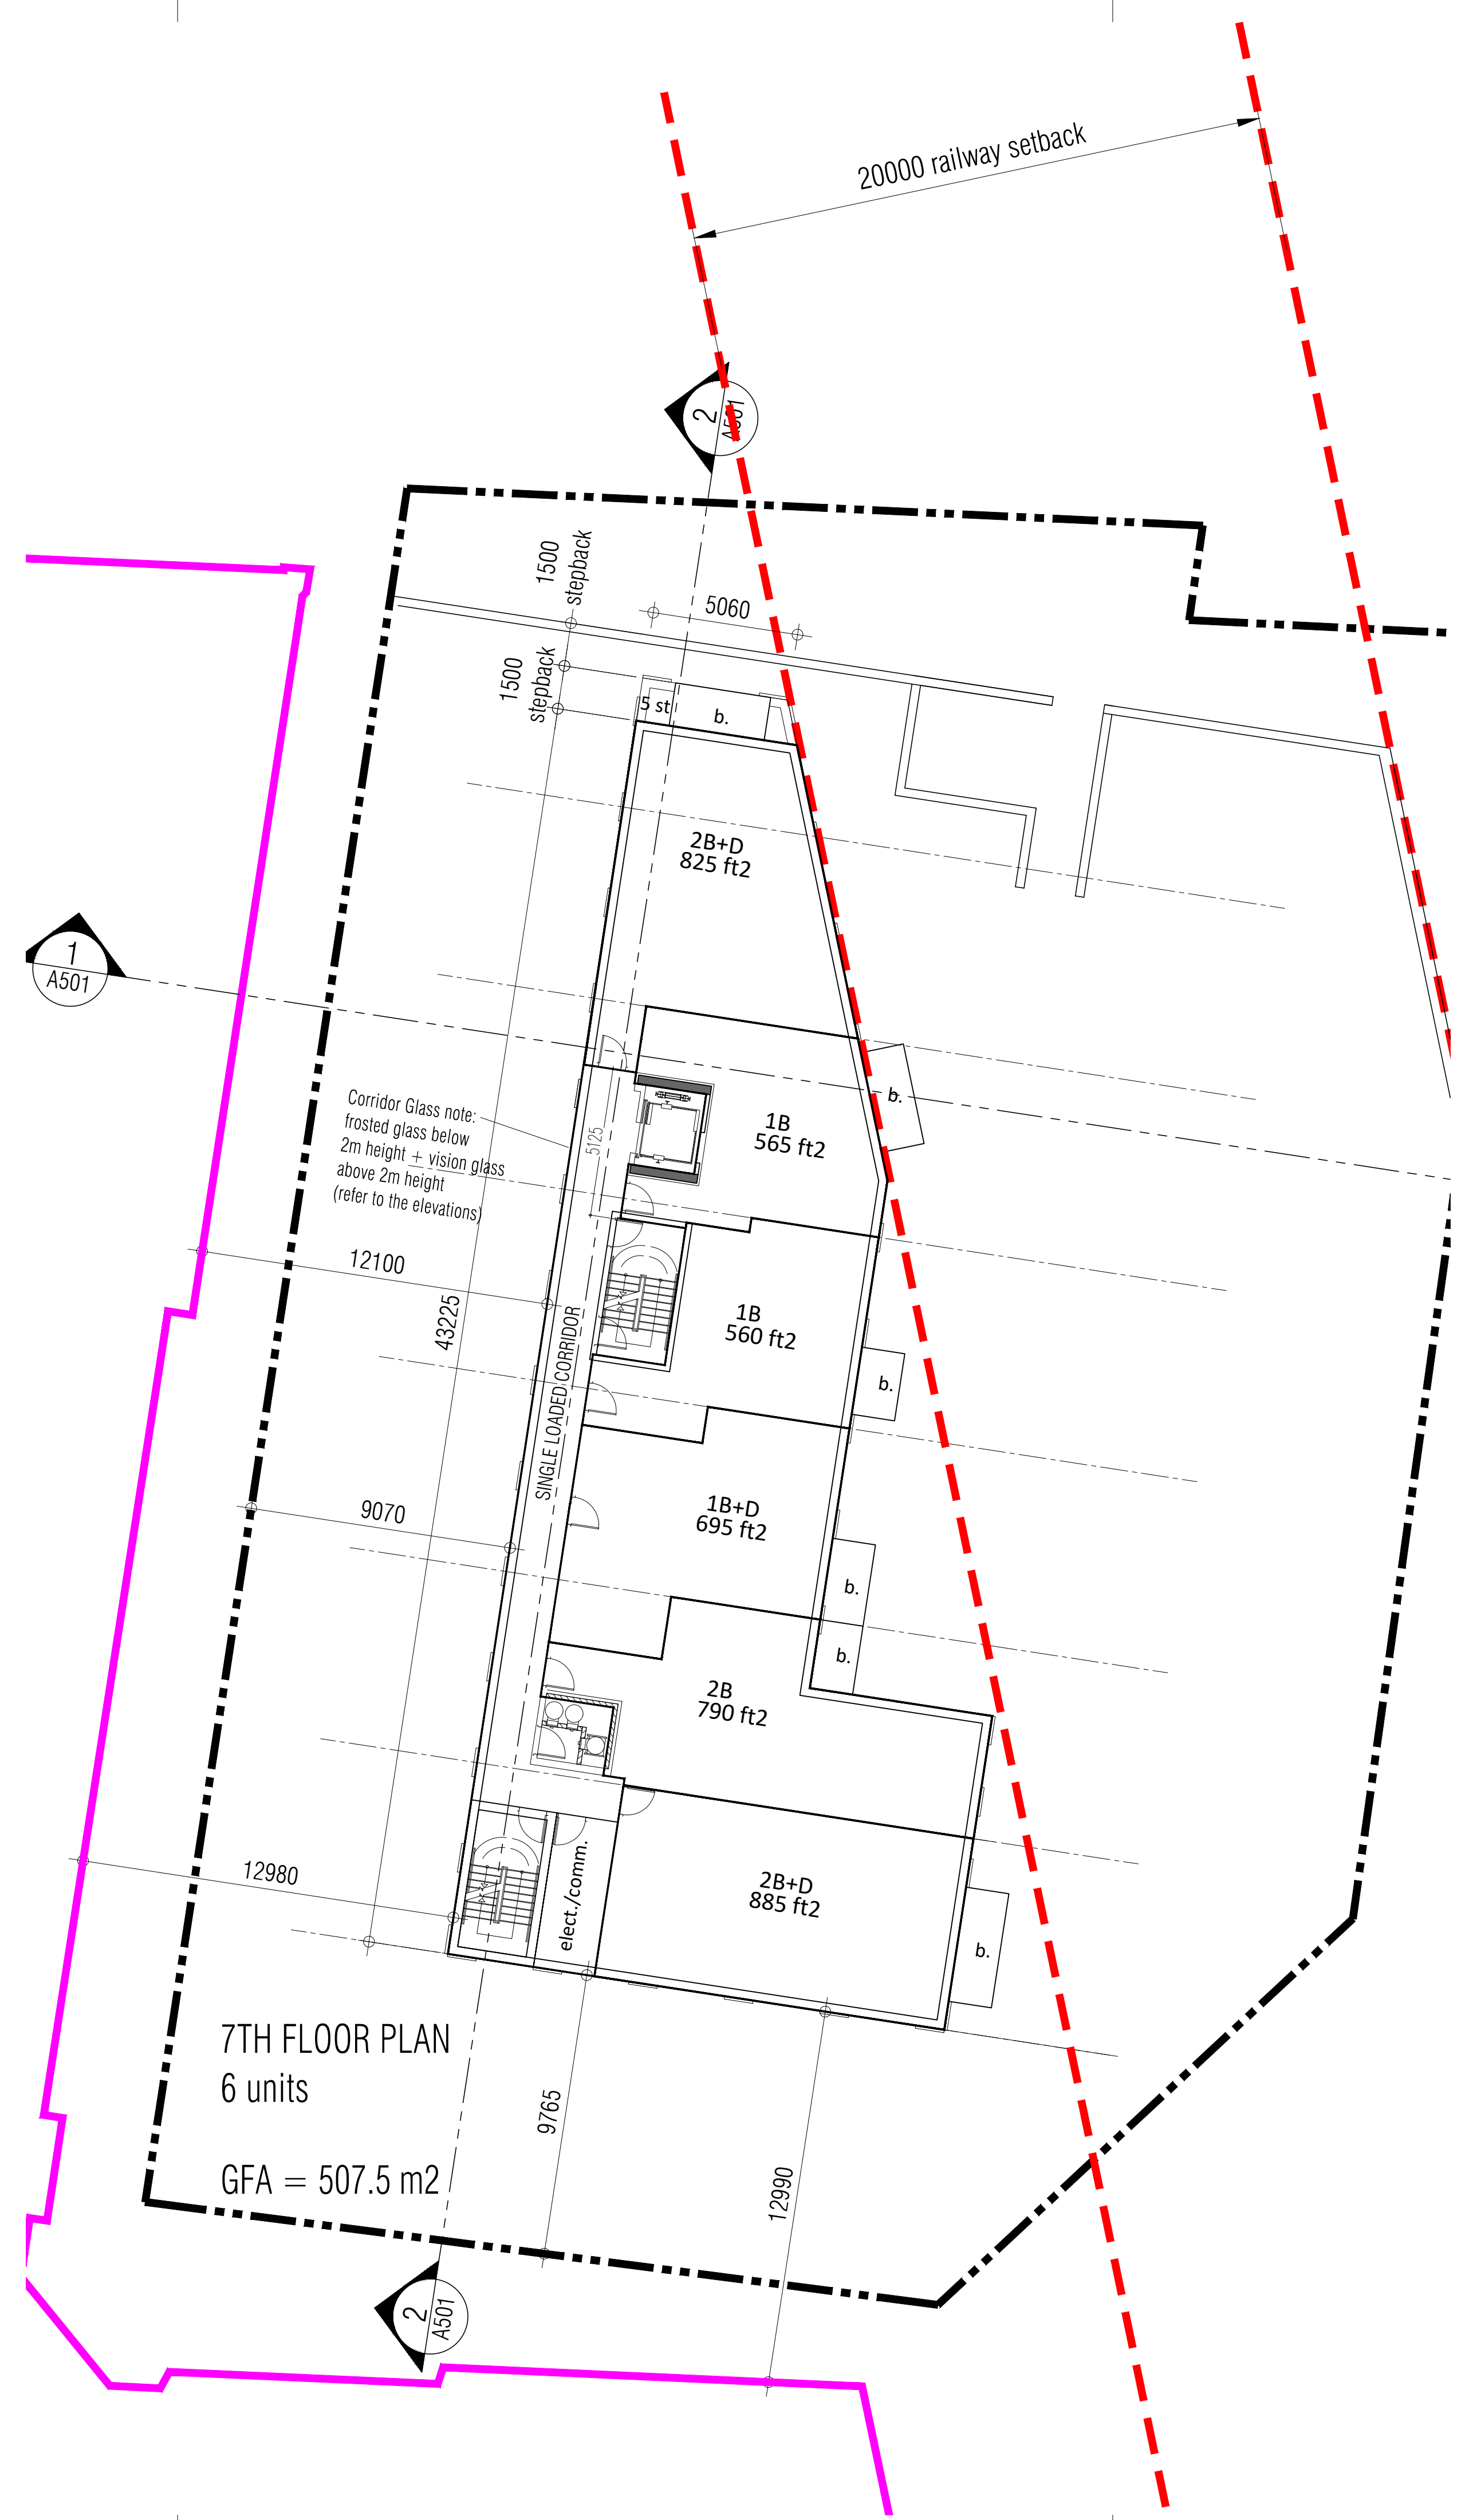 20000 railway setback
2
A501
1500
stepback
5060
1500
stepback
5 st
b.
2B+D
825 ft2
1
A501
b.
Corridor Glass note:
frosted glass below
2m height + vision glass
above 2m height
(refer to the elevations)
5125
1B
565 ft2
12100
43225
1B
560 ft2
SINGLE LOADED CORRIDOR
b.
9070
1B+D
695 ft2
b.
b.
2B
790 ft2
12980
elect./comm.
2B+D
885 ft2
b.
7TH FLOOR PLAN
6 units
GFA = 507.5 m2
9765
12990
2
A501